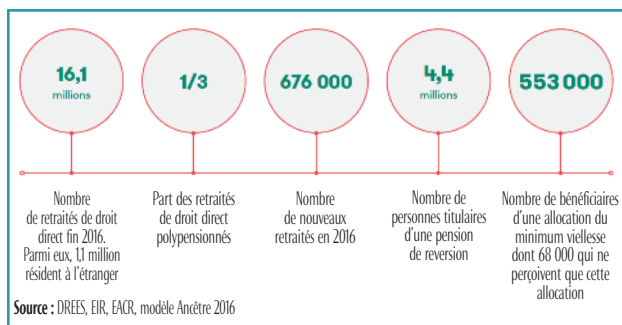 16,1
millions
1/3
676 000
4,4
millions
553 000
Nombre
de retraités de droit
direct fin 2016.
Parmi eux, 1,1 million
résident à l'étranger
Part des retraités
de droit direct
polypensionnés
Nombre
de nouveaux
retraités en 2016
Nombre de
personnes titulaires
d'une pension
de reversion
Nombre de bénéficiaires
d'une allocation du
minimum viellesse
dont 68 000 qui ne
perçoivent que cette
allocation
Source : DREES, EIR, EACR, modèle Ancêtre 2016